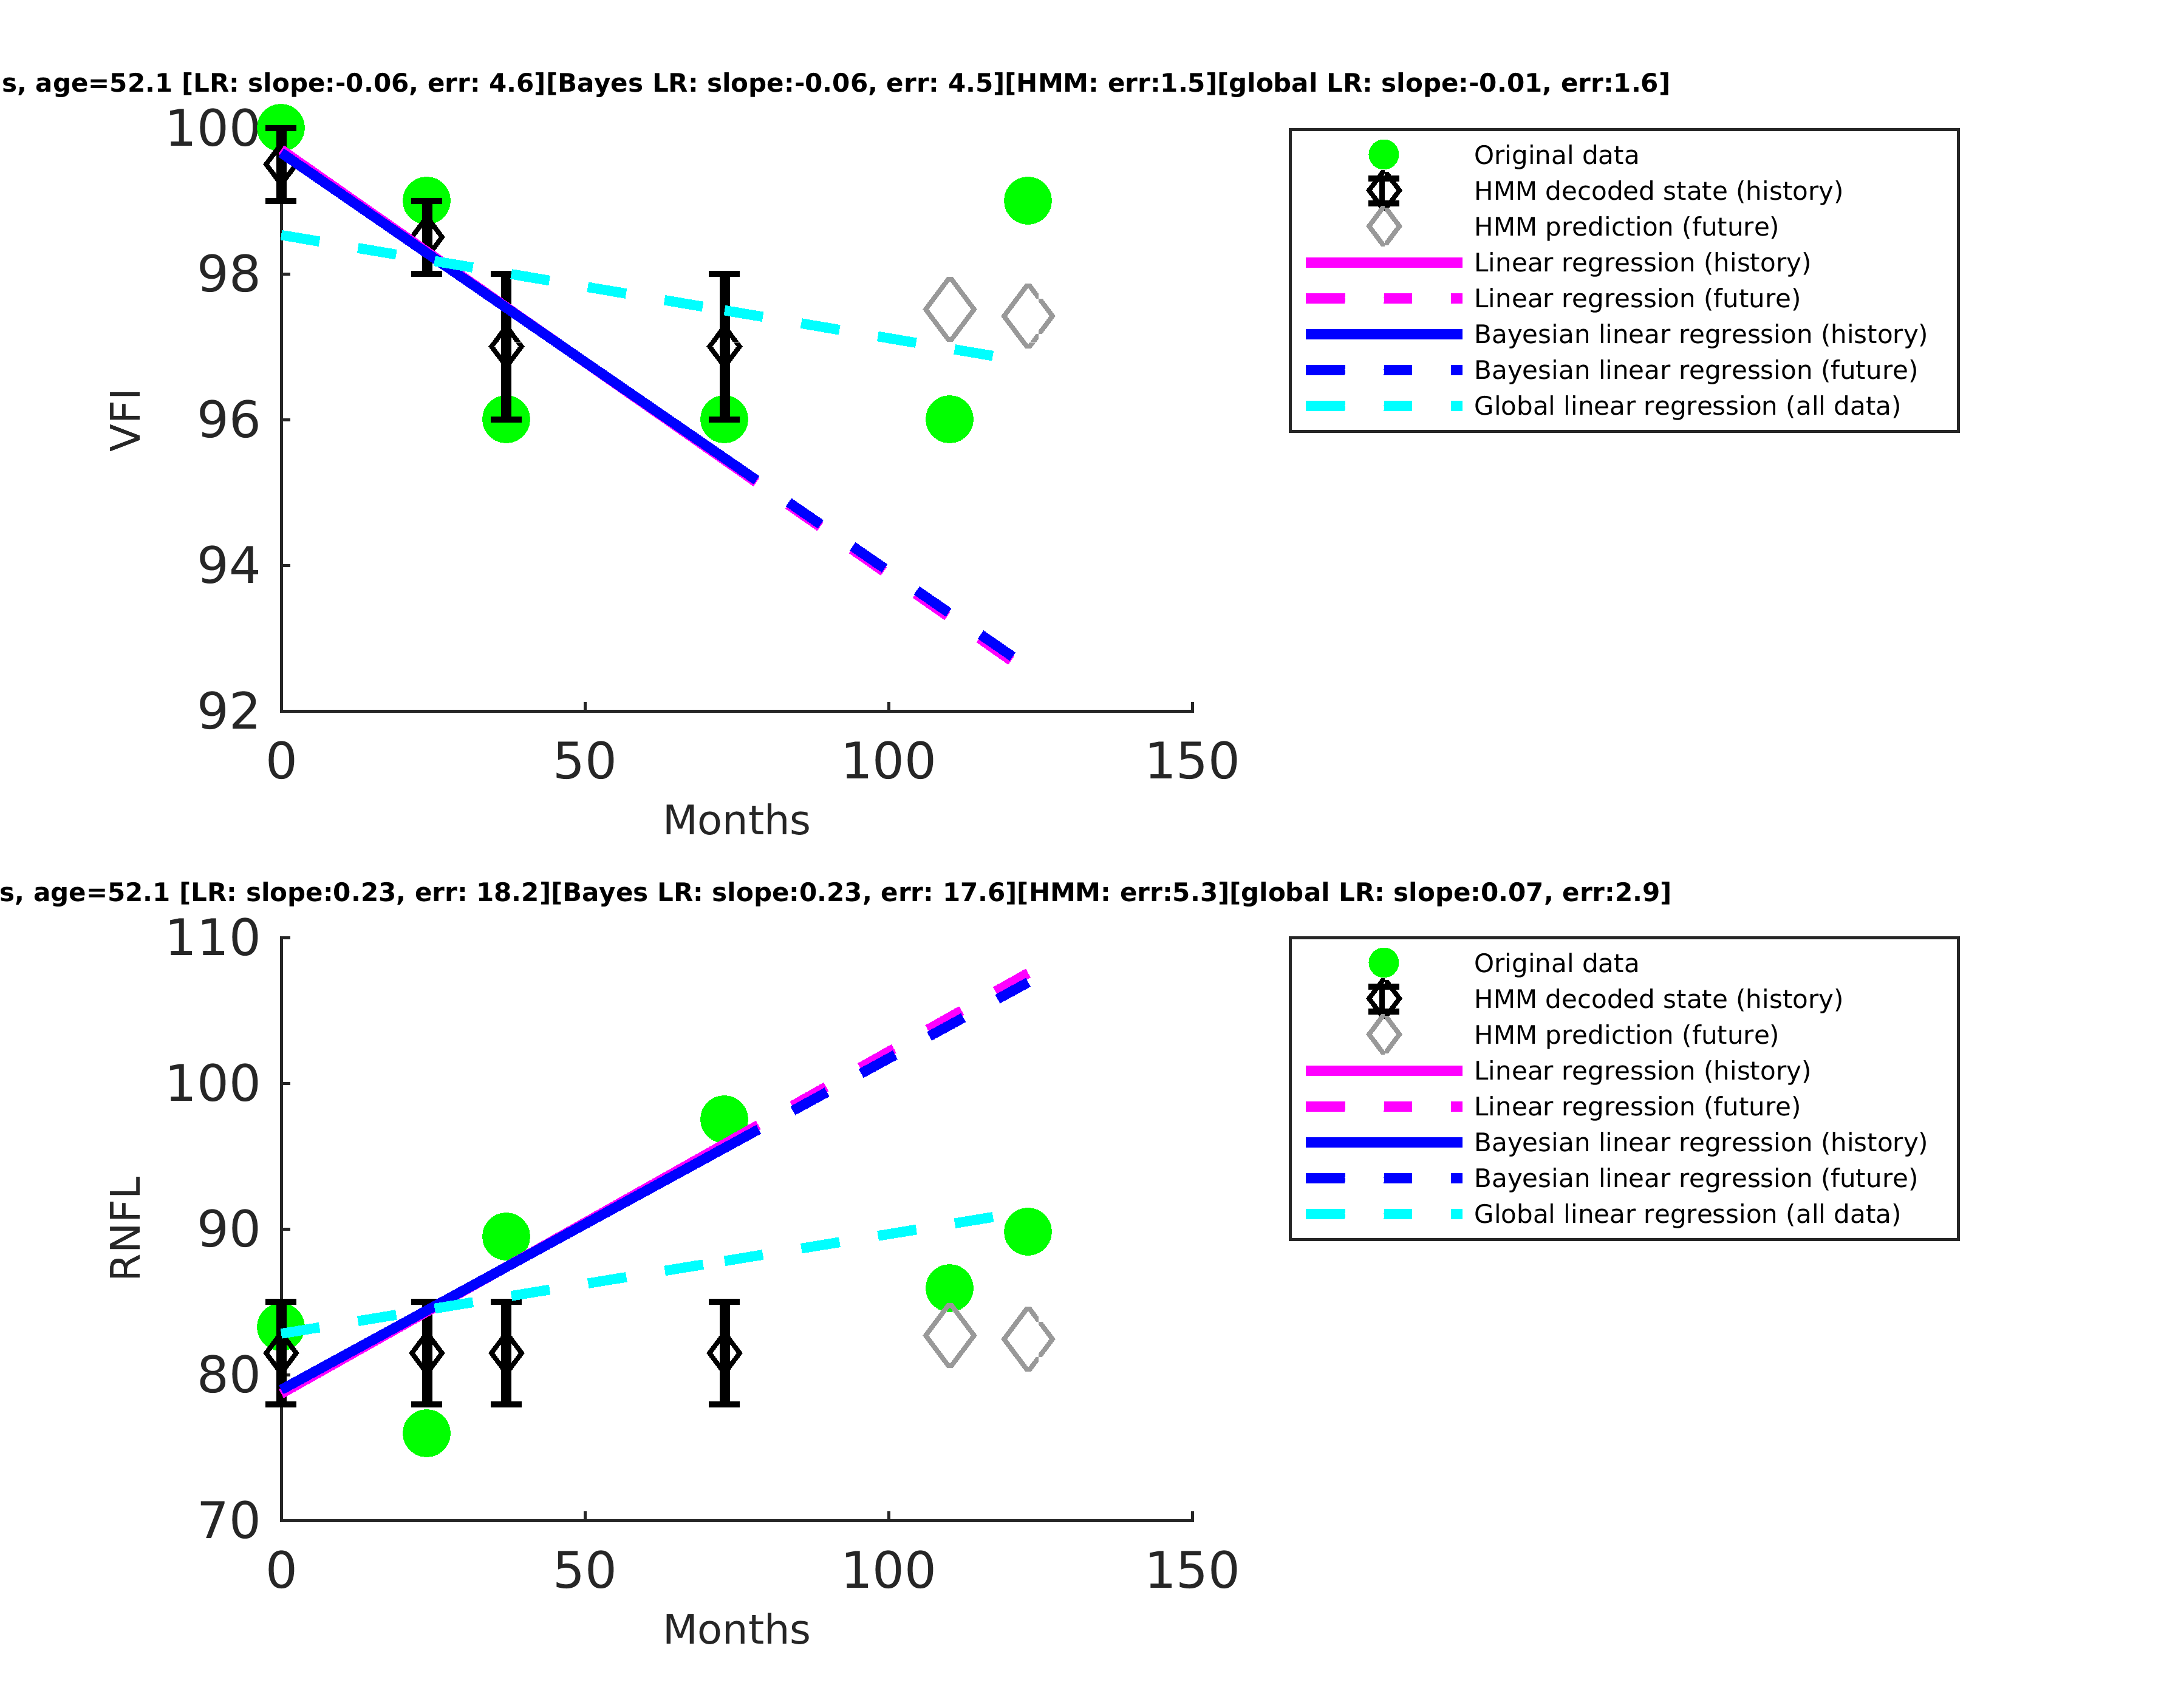 s, age=52.1 [LR: slope:-0.06, err: 4.6][Bayes LR: slope:-0.06, err: 4.5][HMM: err:1.5][global LR: slope:-0.01, err:1.6]
100
98
96
94
92
VFI
0 50 100 150
Months
Original data
HMM decoded state (history)
HMM prediction (future)
Linear regression (history)
Linear regression (future)
Bayesian linear regression (history)
Bayesian linear regression (future)
Global linear regression (all data)
s, age=52.1 [LR: slope:0.23, err: 18.2][Bayes LR: slope:0.23, err: 17.6][HMM: err:5.3][global LR: slope:0.07, err:2.9]
110
100
90
80
70
RNFL
0 50 100 150
Months
Original data
HMM decoded state (history)
HMM prediction (future)
Linear regression (history)
Linear regression (future)
Bayesian linear regression (history)
Bayesian linear regression (future)
Global linear regression (all data)